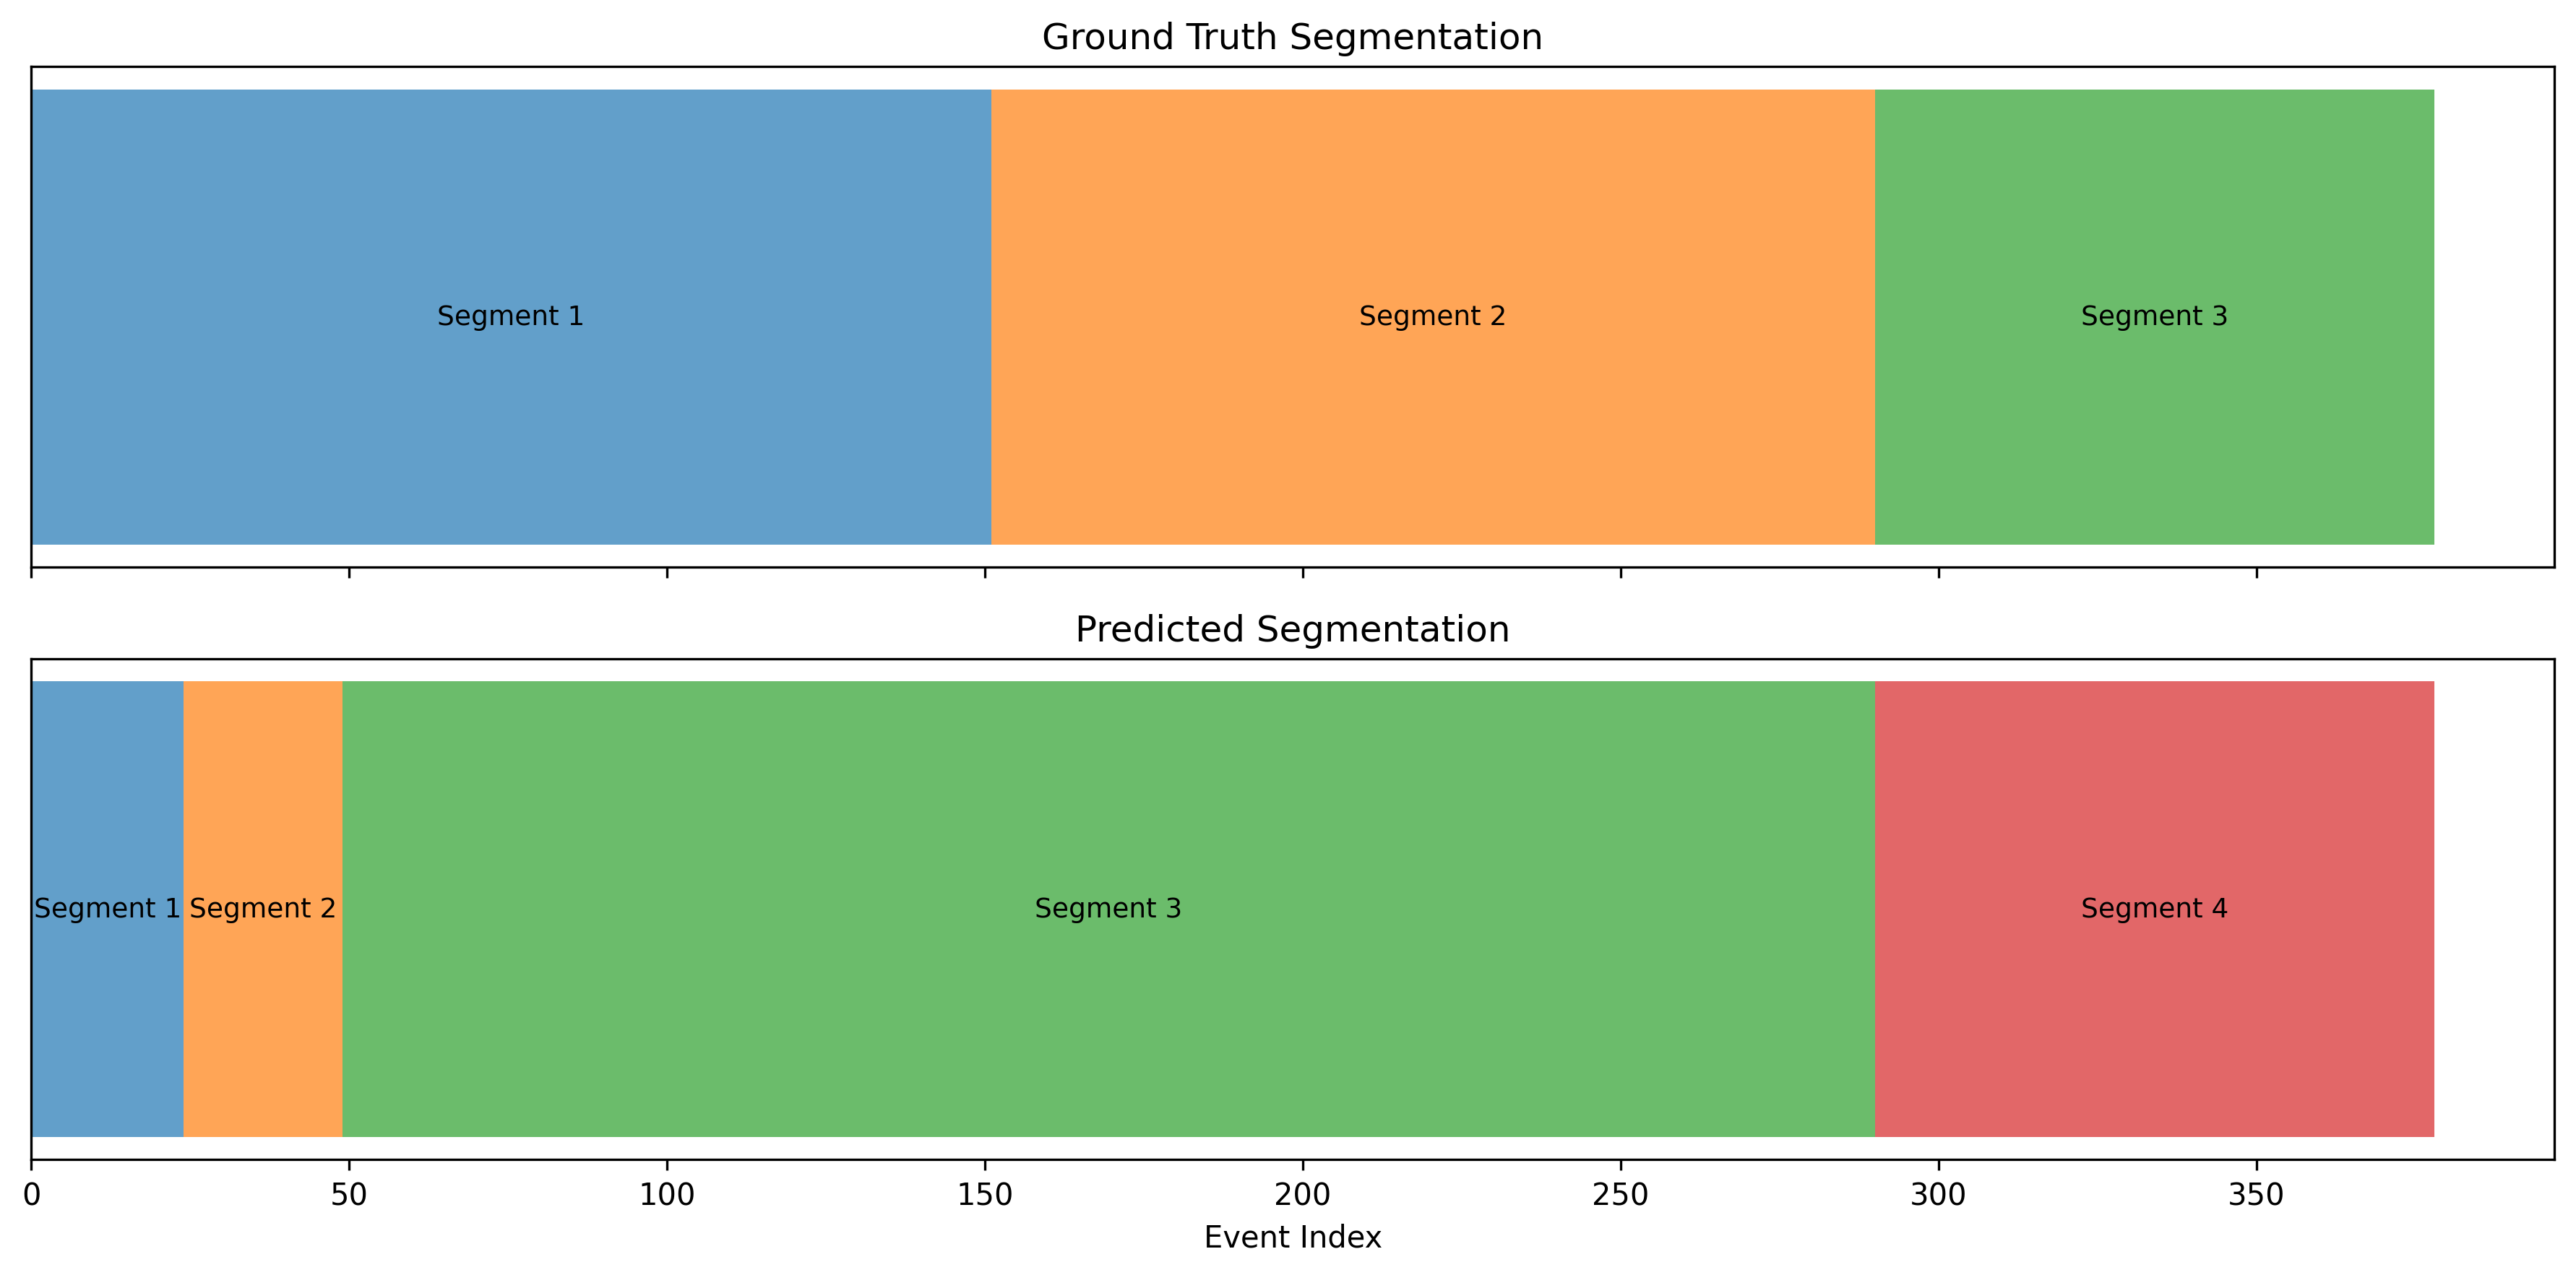 Ground Truth Segmentation
Segment 1 Segment 2 Segment 3
Predicted Segmentation
Segment 1 Segment 2 Segment 3 Segment 4
0 50 100 150 200 250 300 350
Event Index